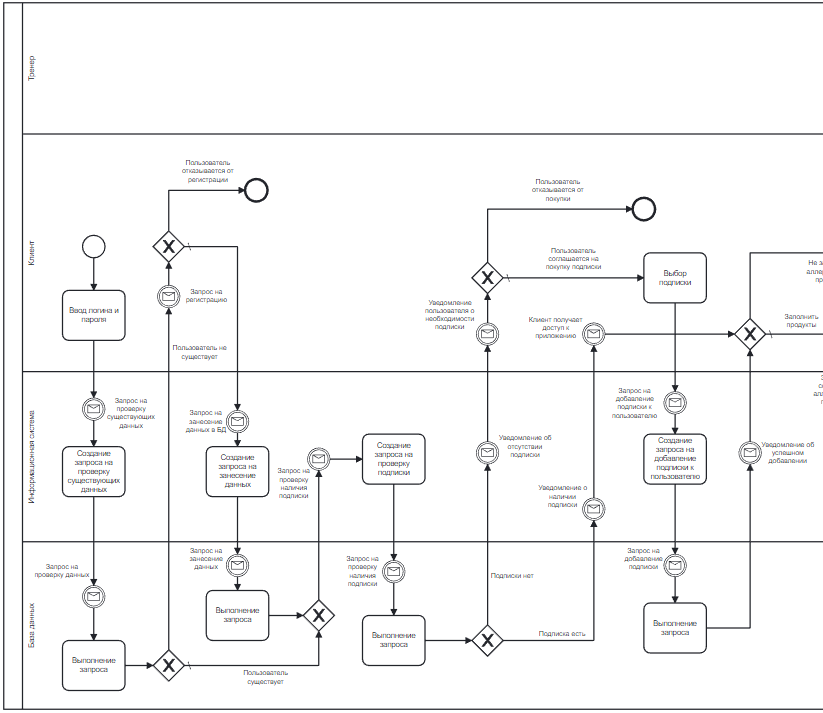 Тренер
Клиент
Информационная система
База данных
Пользователь
отказывается от
регистрации
Запрос на
регистрацию
Ввод логина и
пароля
Пользователь не
существует
Запрос на
проверку
существующих
данных
Создание
запроса на
проверку
существующих
данных
Запрос на
проверку данных
Выполнение
запроса
Запрос на
занесение
данных в БД
Создание
запроса на
занесение
данных
Запрос на
занесение
данных
Выполнение
запроса
Пользователь
существует
Запрос на
проверку
наличия
подписки
Создание
запроса на
проверку
подписки
Запрос на
проверку
наличия
подписки
Выполнение
запроса
Пользователь
отказывается от
покупки
Пользователь
соглашается на
покупку подписки
Уведомление
пользователя о
необходимости
подписки
Уведомление об
отсутствии
подписки
Подписки нет
Подписка есть
Уведомление о
наличии
подписки
Клиент получает
доступ к
приложению
Выбор
подписки
Запрос на
добавление
подписки к
пользователю
Создание
запроса на
добавление
подписки к
пользователю
Запрос на
добавление
подписки
Выполнение
запроса
Уведомление об
успешном
добавлении
Заполнить
продукты
Не з
аллер
пр